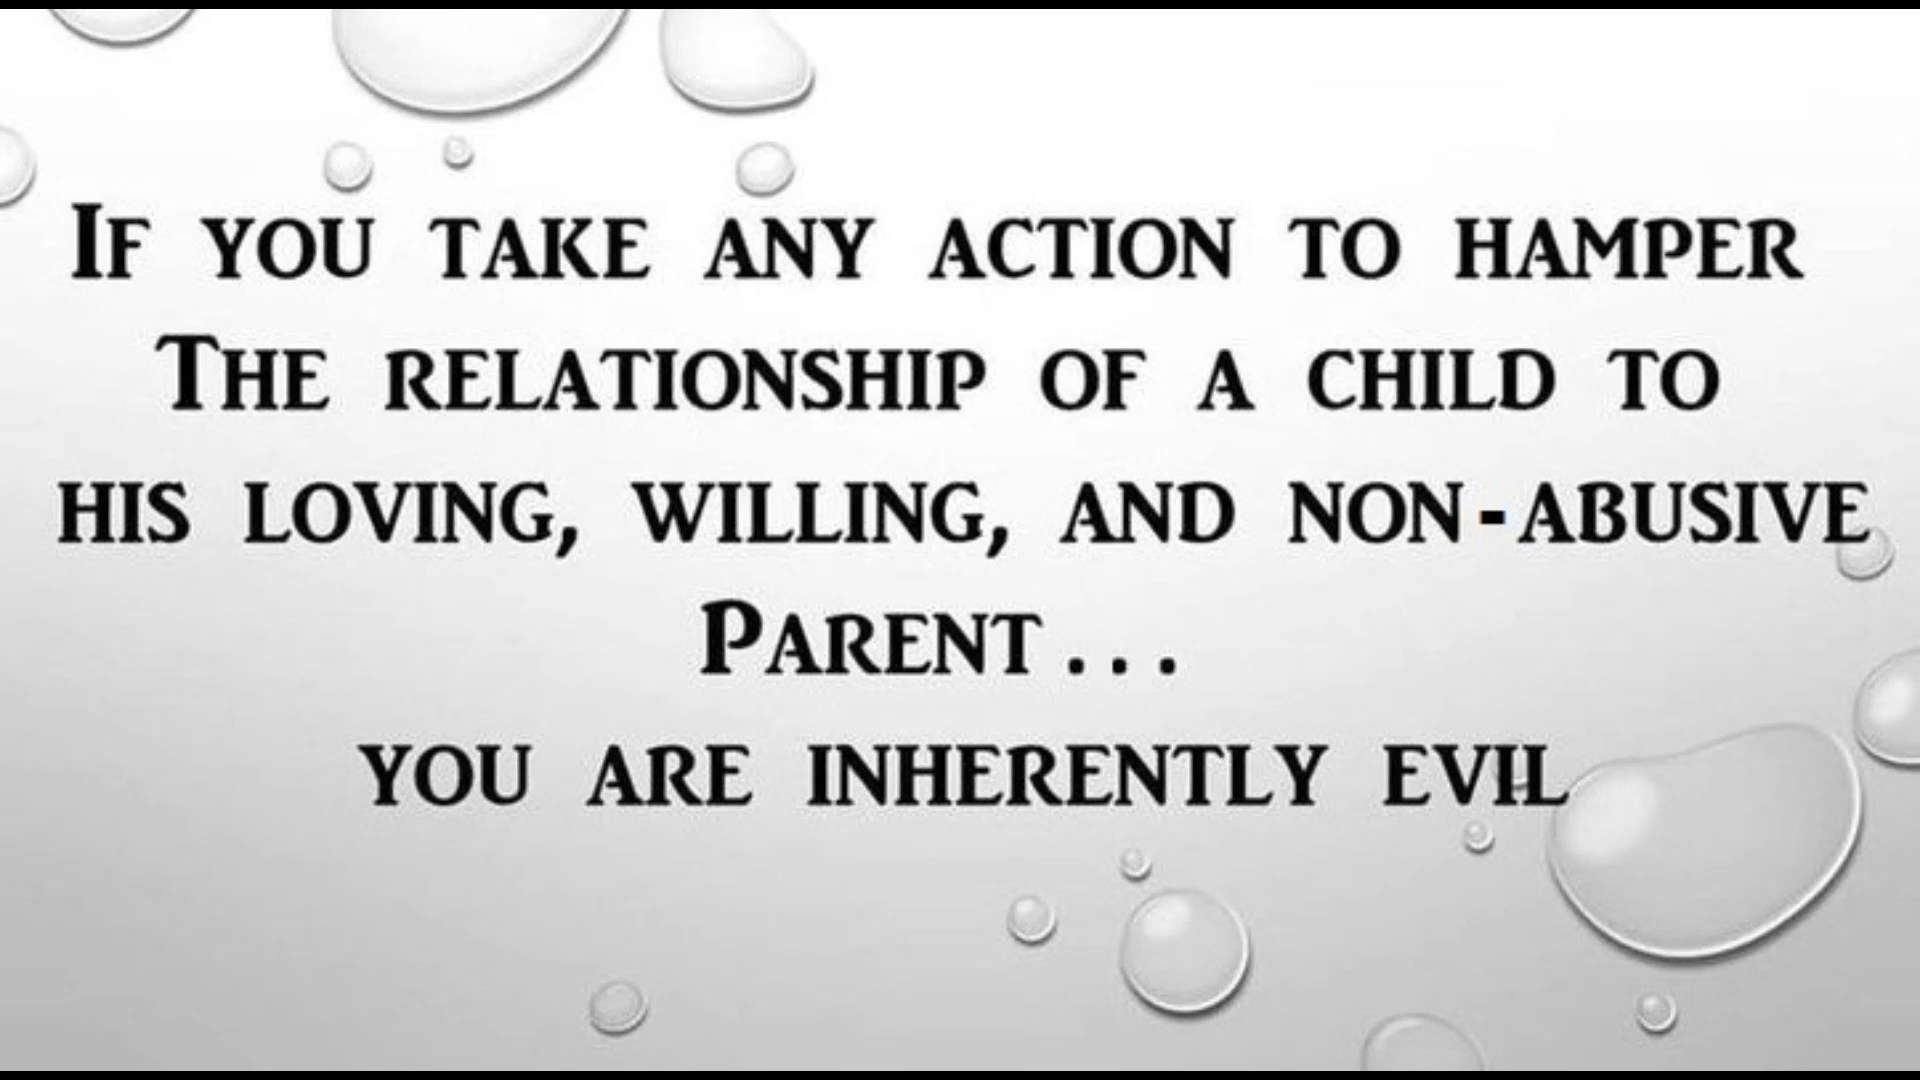 If you take any action to hamper
The relationship of a child to
his loving, willing, and non-abusive
Parent...
you are inherently evil